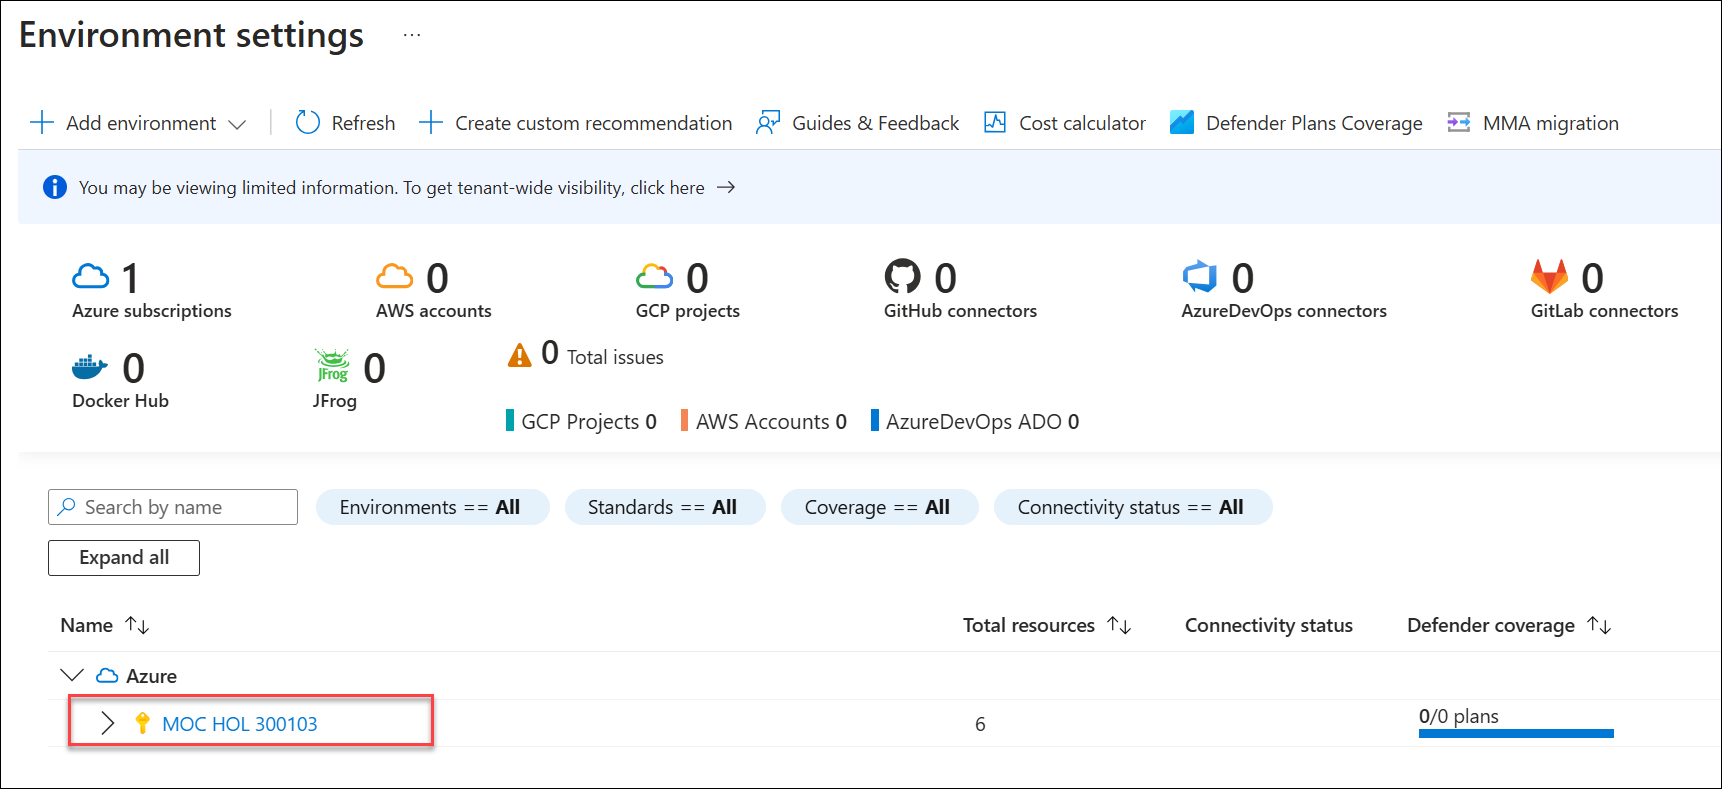 Environment settings ...
Add environment Refresh Create custom recommendation Guides & Feedback Cost calculator Defender Plans Coverage MMA migration
You may be viewing limited information. To get tenant-wide visibility, click here →
1 0 0 0 0 0
Azure subscriptions AWS accounts GCP projects GitHub connectors AzureDevOps connectors GitLab connectors
0 JFrog 0 0 Total issues
Docker Hub JFrog
GCP Projects 0 AWS Accounts 0 AzureDevOps ADO 0
Search by name Environments == All Standards == All Coverage == All Connectivity status == All
Expand all
Name ↑↓ Total resources ↑↓ Connectivity status Defender coverage ↑↓
Azure
MOC HOL 300103 6 0/0 plans